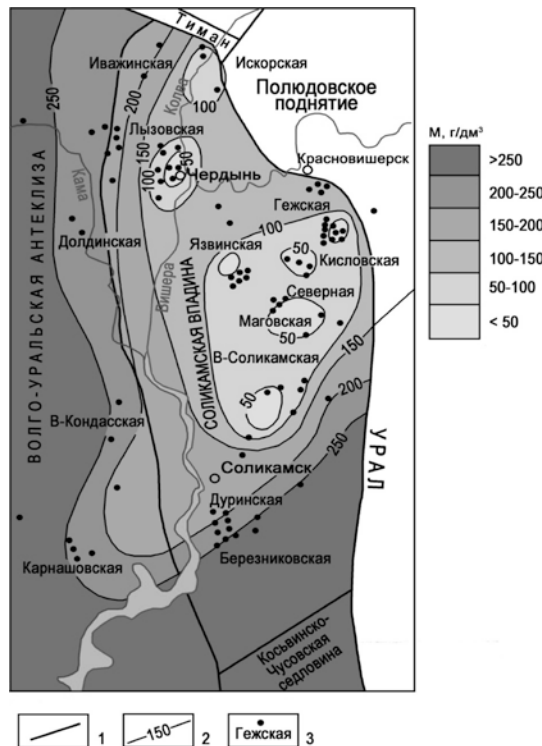 Тиман
Иважинская
Искорская
250
200
Колва
100
Полюдовское
поднятие
М, г/дм³
>250
200-250
150-200
100-150
50-100
< 50
Лызовская
150
50
100
Чердынь
Красновишерск
Кама
Гежская
100
Долдинская
Язвинская
50
Кисловская
Вишера
Северная
Маговская
50
ВОЛГО-УРАЛЬСКАЯ АНТЕКЛИЗА
СОЛИКАМСКАЯ ВПАДИНА
В-Соликамская
150
50
200
В-Кондасская
250
УРАЛ
Соликамск
Дуринская
Карнашовская
Березниковская
Косьвинско-
Чусовская
седловина
1
150
2
Гежская
3